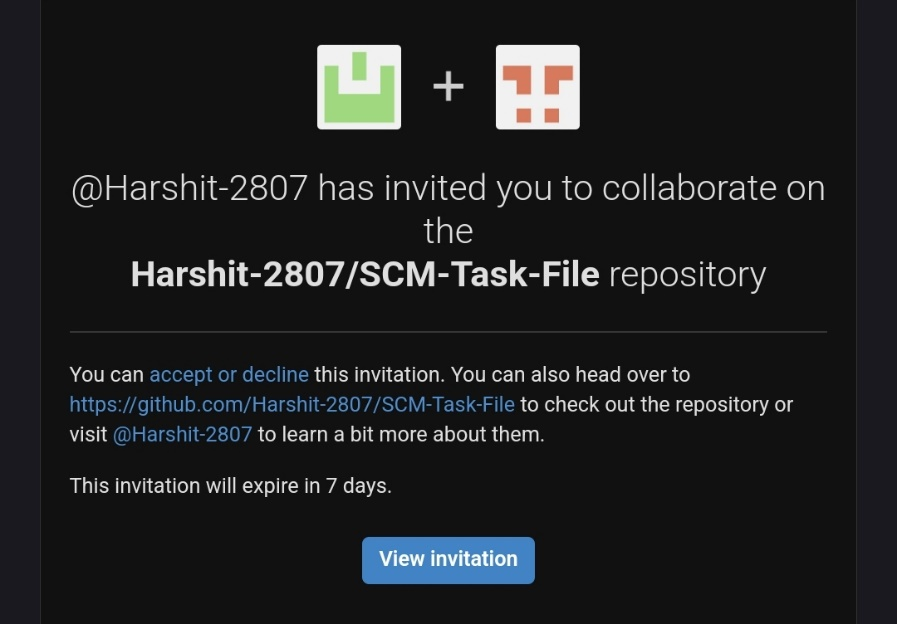 @Harshit-2807 has invited you to collaborate on
the
Harshit-2807/SCM-Task-File repository
You can accept or decline this invitation. You can also head over to
https://github.com/Harshit-2807/SCM-Task-File to check out the repository or
visit @Harshit-2807 to learn a bit more about them.
This invitation will expire in 7 days.
View invitation